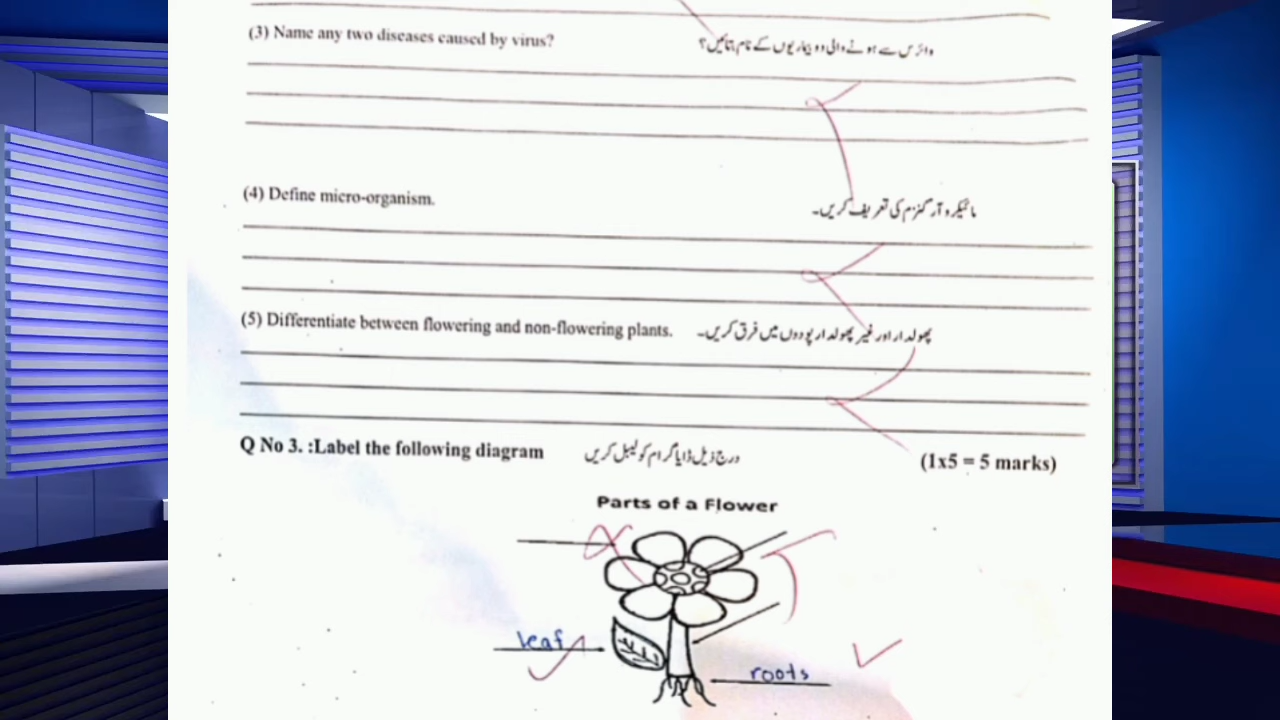 (3) Name any two diseases caused by virus? وائرس سے ہونے والی دو بیماریوں کے نام بتائیں؟
(4) Define micro-organism. مائیکرو آرگنزم کی تعریف کریں۔
(5) Differentiate between flowering and non-flowering plants. پھولدار اور غیر پھولدار پودوں میں فرق کریں۔
Q No 3. :Label the following diagram درج ذیل ڈایاگرام کو لیبل کریں (1x5 = 5 marks)
Parts of a Flower
leaf
roots